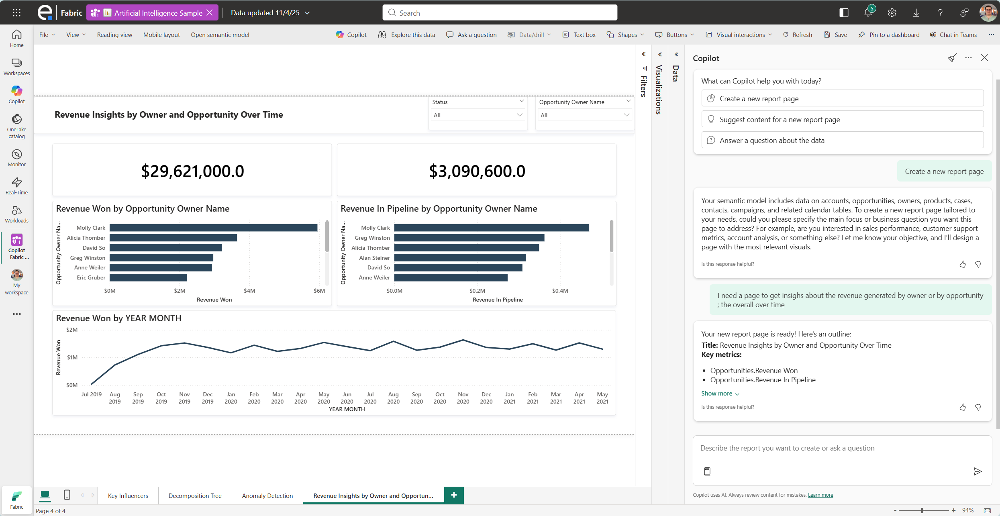 Fabric
Artificial Intelligence Sample
Data updated 11/4/25
Search
5
File
View
Reading view
Mobile layout
Open semantic model
Copilot
Explore this data
Ask a question
Data/drill
Text box
Shapes
Buttons
Visual interactions
Refresh
Save
Pin to a dashboard
Chat in Teams
Home
Workspaces
Copilot
OneLake
catalog
Monitor
Real-Time
Workloads
1
Copilot
Fabric ...
My
workspace
Fabric
Revenue Insights by Owner and Opportunity Over Time
Status
All
Opportunity Owner Name
All
$29,621,000.0
$3,090,600.0
Revenue Won by Opportunity Owner Name
Opportunity Owner Na...
Molly Clark
Alicia Thomber
David So
Greg Winston
Anne Weiler
Eric Gruber
$0M
$2M
$4M
$6M
Revenue Won
Revenue In Pipeline by Opportunity Owner Name
Opportunity Owner Na...
Molly Clark
Greg Winston
Alicia Thomber
Alan Steiner
David So
Anne Weiler
$0.0M
$0.2M
$0.4M
Revenue In Pipeline
Revenue Won by YEAR MONTH
Revenue Won
$2M
$1M
$0M
Jul 2019
Aug 2019
Sep 2019
Oct 2019
Nov 2019
Dec 2019
Jan 2020
Feb 2020
Mar 2020
Apr 2020
May 2020
Jun 2020
Jul 2020
Aug 2020
Sep 2020
Oct 2020
Nov 2020
Dec 2020
Jan 2021
Feb 2021
Mar 2021
Apr 2021
May 2021
YEAR MONTH
Filters
Visualizations
Data
Copilot
What can Copilot help you with today?
Create a new report page
Suggest content for a new report page
Answer a question about the data
Create a new report page
Your semantic model includes data on accounts, opportunities, owners, products, cases,
contacts, campaigns, and related calendar tables. To create a new report page tailored to
your needs, could you please specify the main focus or business question you want this
page to address? For example, are you interested in sales performance, customer support
metrics, account analysis, or something else? Let me know your objective, and I'll design a
page with the most relevant visuals.
Is this response helpful?
I need a page to get insighs about the revenue generated by owner or by opportunity
; the overall over time
Your new report page is ready! Here's an outline:
Title: Revenue Insights by Owner and Opportunity Over Time
Key metrics:
• Opportunities.Revenue Won
• Opportunities.Revenue In Pipeline
Show more
Is this response helpful?
Describe the report you want to create or ask a question
Copilot uses AI. Always review content for mistakes. Learn more
Key Influencers
Decomposition Tree
Anomaly Detection
Revenue Insights by Owner and Opportun...
+
Page 4 of 4
- + 94%